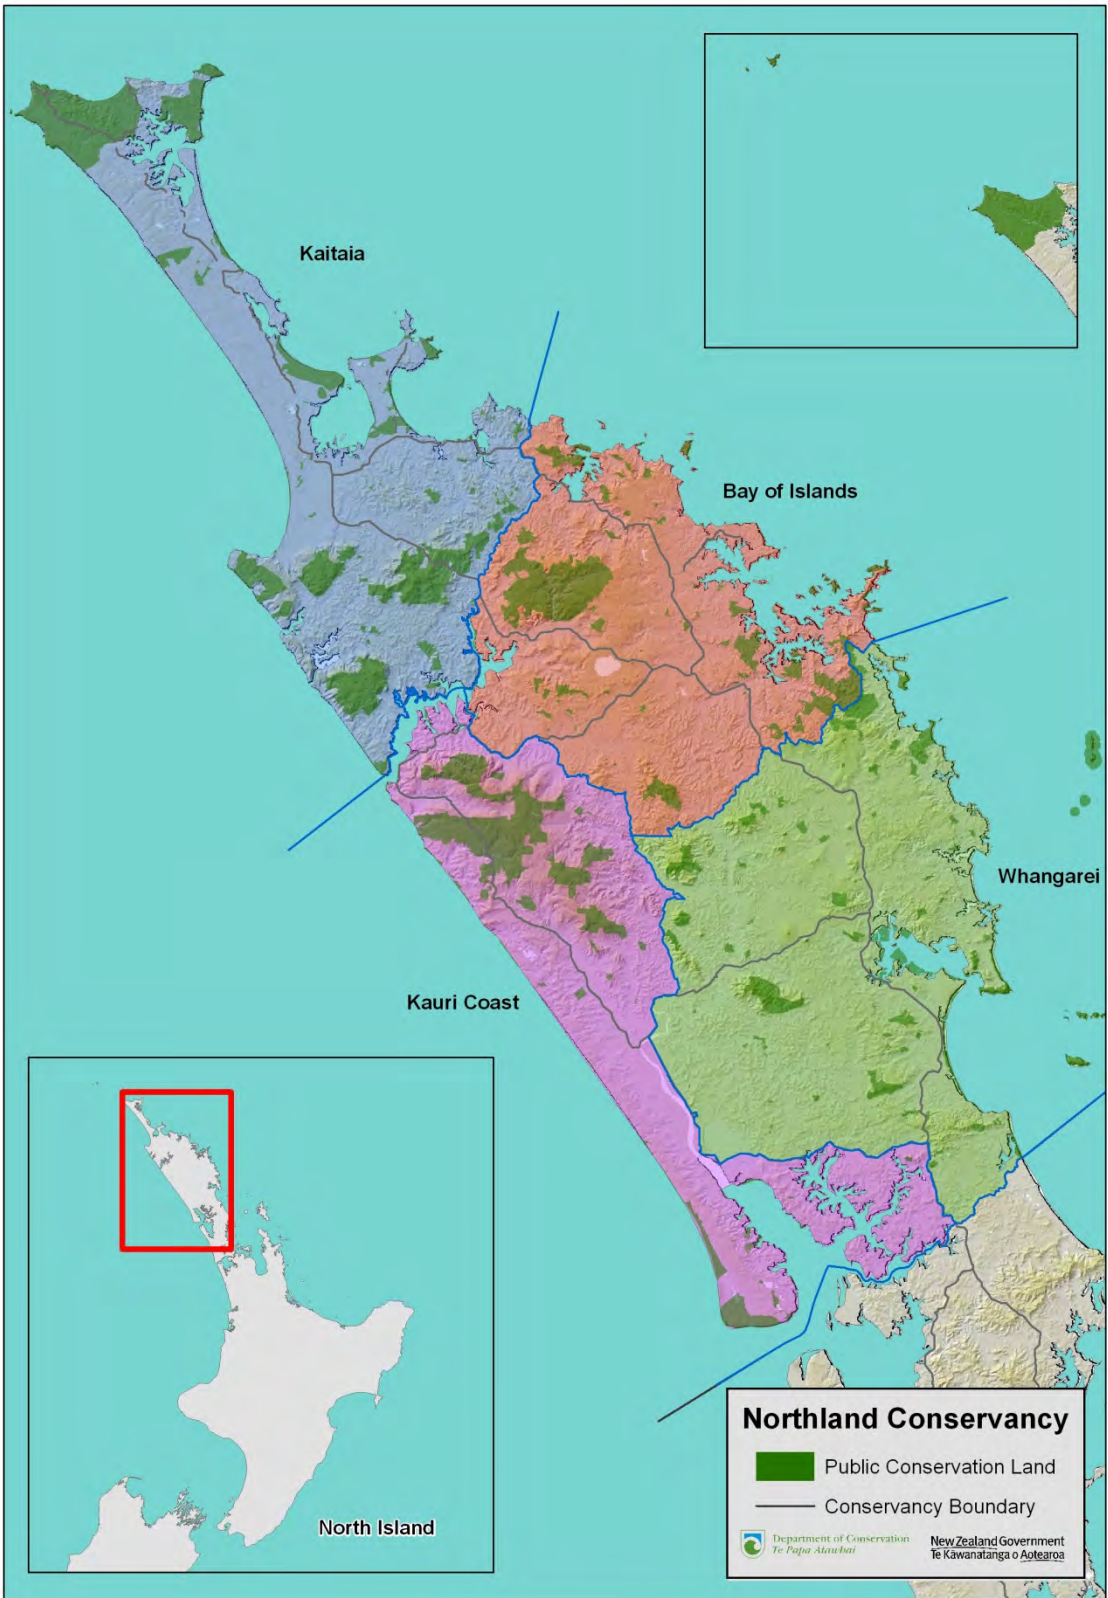 Kaitaia
Bay of Islands
Whangarei
Kauri Coast
North Island
Northland Conservancy
Public Conservation Land
Conservancy Boundary
Department of Conservation
Te Papa Atawhai
New Zealand Government
Te Kāwanatanga o Aotearoa